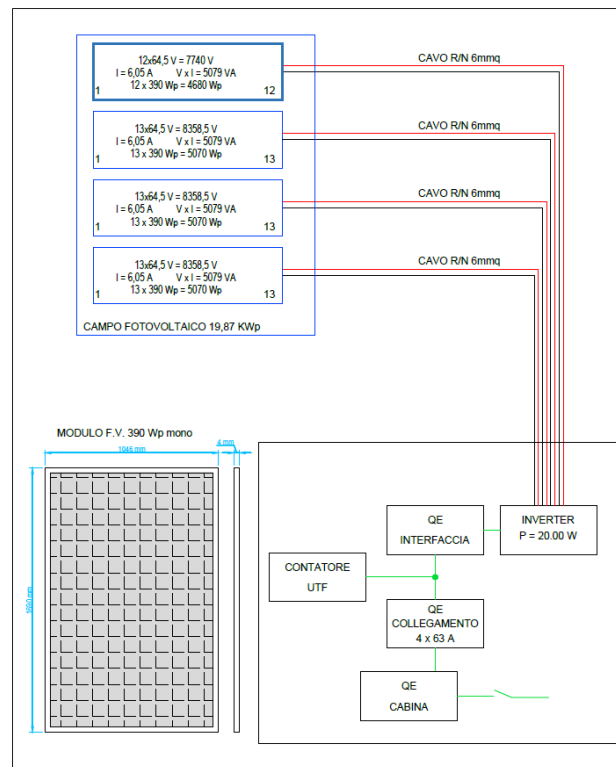 12x64,5 V = 7740 V
I = 6,05 A V x I = 5079 VA
12 x 390 Wp = 4680 Wp
1 12
CAVO R/N 6mmq
13x64,5 V = 8358,5 V
I = 6,05 A V x I = 5079 VA
13 x 390 Wp = 5070 Wp
1 13
CAVO R/N 6mmq
13x64,5 V = 8358,5 V
I = 6,05 A V x I = 5079 VA
13 x 390 Wp = 5070 Wp
1 13
CAVO R/N 6mmq
13x64,5 V = 8358,5 V
I = 6,05 A V x I = 5079 VA
13 x 390 Wp = 5070 Wp
1 13
CAVO R/N 6mmq
CAMPO FOTOVOLTAICO 19,87 KWp
MODULO F.V. 390 Wp mono
1046 mm
4 mm
1690 mm
QE
INTERFACCIA
INVERTER
P = 20.00 W
CONTATORE
UTF
QE
COLLEGAMENTO
4 x 63 A
QE
CABINA